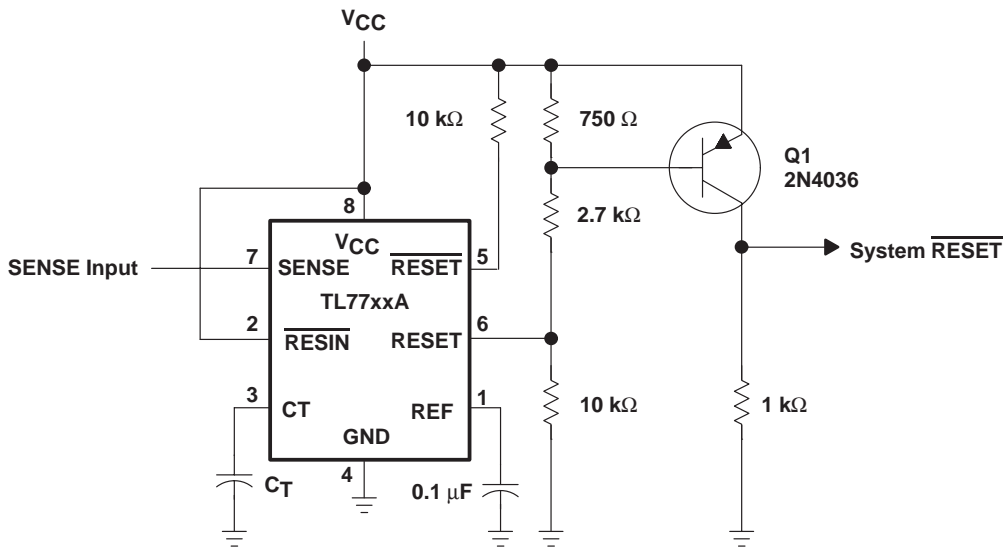 VCC
10 kΩ
750 Ω
Q1
2N4036
8
2.7 kΩ
VCC
SENSE Input
7
SENSE
RESET
5
System RESET
TL77xxA
2
RESIN
RESET
6
3
CT
REF
1
10 kΩ
1 kΩ
GND
4
CT
0.1 μF